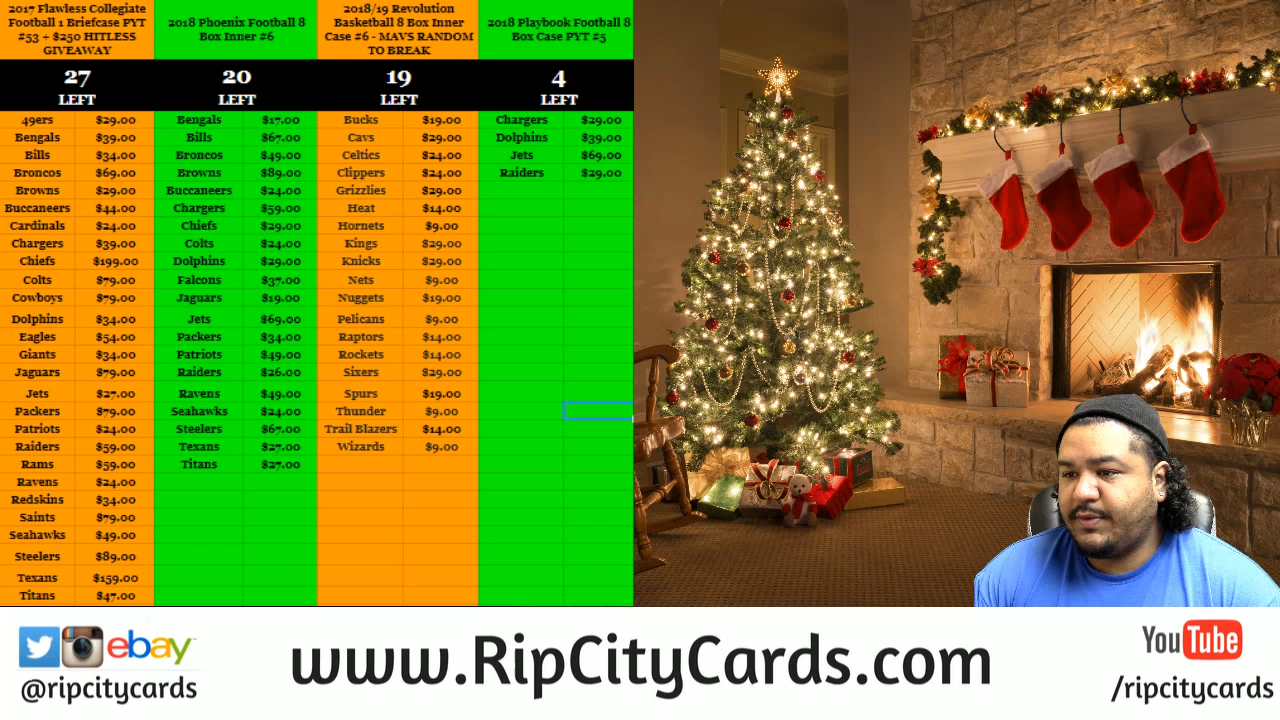 2017 Flawless Collegiate
Football 1 Briefcase PYT
#53 + $250 HITLESS
GIVEAWAY
27
LEFT
49ers $29.00
Bengals $39.00
Bills $34.00
Broncos $69.00
Browns $29.00
Buccaneers $44.00
Cardinals $24.00
Chargers $39.00
Chiefs $199.00
Colts $79.00
Cowboys $79.00
Dolphins $34.00
Eagles $54.00
Giants $34.00
Jaguars $79.00
Jets $27.00
Packers $79.00
Patriots $24.00
Raiders $59.00
Rams $59.00
Ravens $24.00
Redskins $34.00
Saints $79.00
Seahawks $49.00
Steelers $89.00
Texans $159.00
Titans $47.00
2018 Phoenix Football 8
Box Inner #6
20
LEFT
Bengals $17.00
Bills $67.00
Broncos $49.00
Browns $89.00
Buccaneers $24.00
Chargers $59.00
Chiefs $29.00
Colts $24.00
Dolphins $29.00
Falcons $37.00
Jaguars $19.00
Jets $69.00
Packers $34.00
Patriots $49.00
Raiders $26.00
Ravens $49.00
Seahawks $24.00
Steelers $67.00
Texans $27.00
Titans $27.00
2018/19 Revolution
Basketball 8 Box Inner
Case #6 - MAVS RANDOM
TO BREAK
19
LEFT
Bucks $19.00
Cavs $29.00
Celtics $24.00
Clippers $24.00
Grizzlies $29.00
Heat $14.00
Hornets $9.00
Kings $29.00
Knicks $29.00
Nets $9.00
Nuggets $19.00
Pelicans $9.00
Raptors $14.00
Rockets $14.00
Sixers $29.00
Spurs $19.00
Thunder $9.00
Trail Blazers $14.00
Wizards $9.00
2018 Playbook Football 8
Box Case PYT #5
4
LEFT
Chargers $29.00
Dolphins $39.00
Jets $69.00
Raiders $29.00
ebay
@ripcitycards
www.RipCityCards.com
YouTube
/ripcitycards